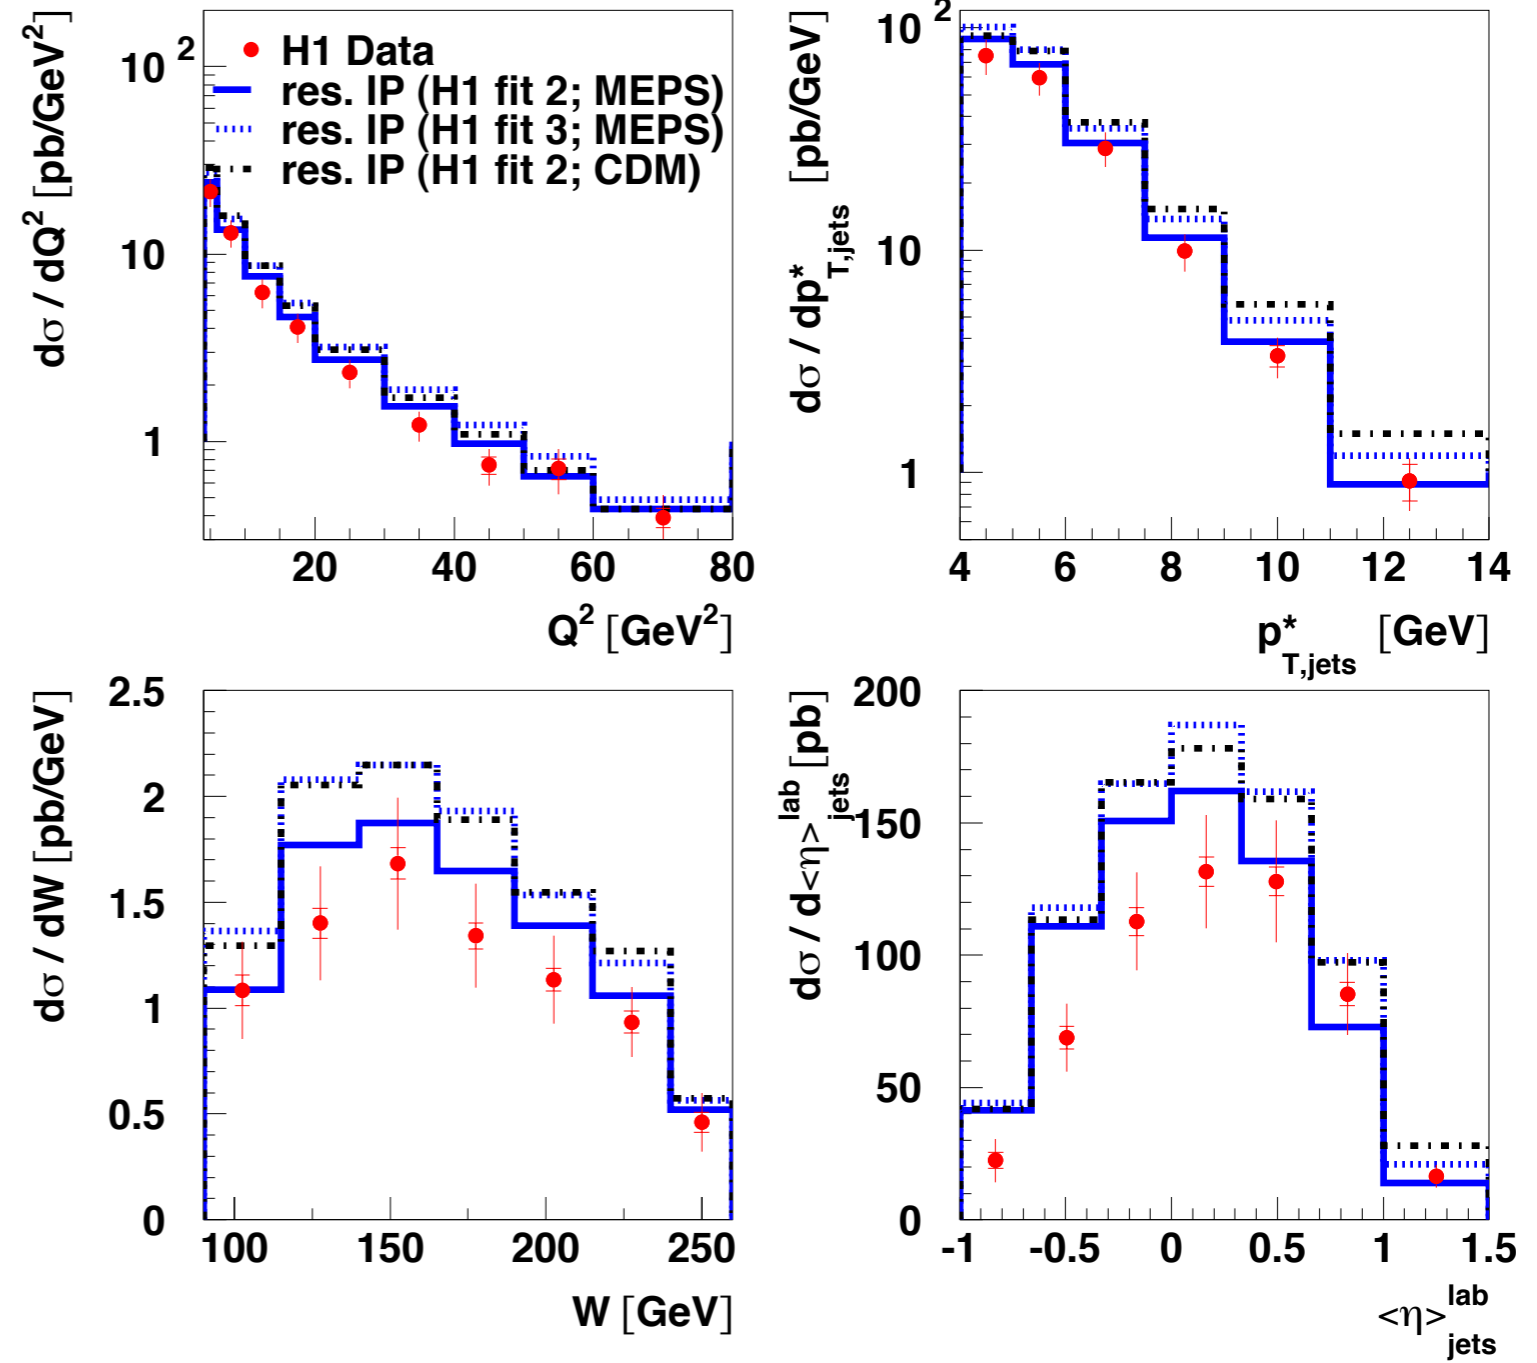 dσ / dQ² [pb/GeV²]
10²
10
1
H1 Data
res. IP (H1 fit 2; MEPS)
res. IP (H1 fit 3; MEPS)
res. IP (H1 fit 2; CDM)
20 40 60 80
Q² [GeV²]
dσ / dp*T,jets [pb/GeV]
10²
10
1
4 6 8 10 12 14
p*T,jets [GeV]
dσ / dW [pb/GeV]
2.5
2
1.5
1
0.5
0
100 150 200 250
W [GeV]
dσ / d<η>lab jets [pb]
200
150
100
50
0
-1 -0.5 0 0.5 1 1.5
<η>lab jets